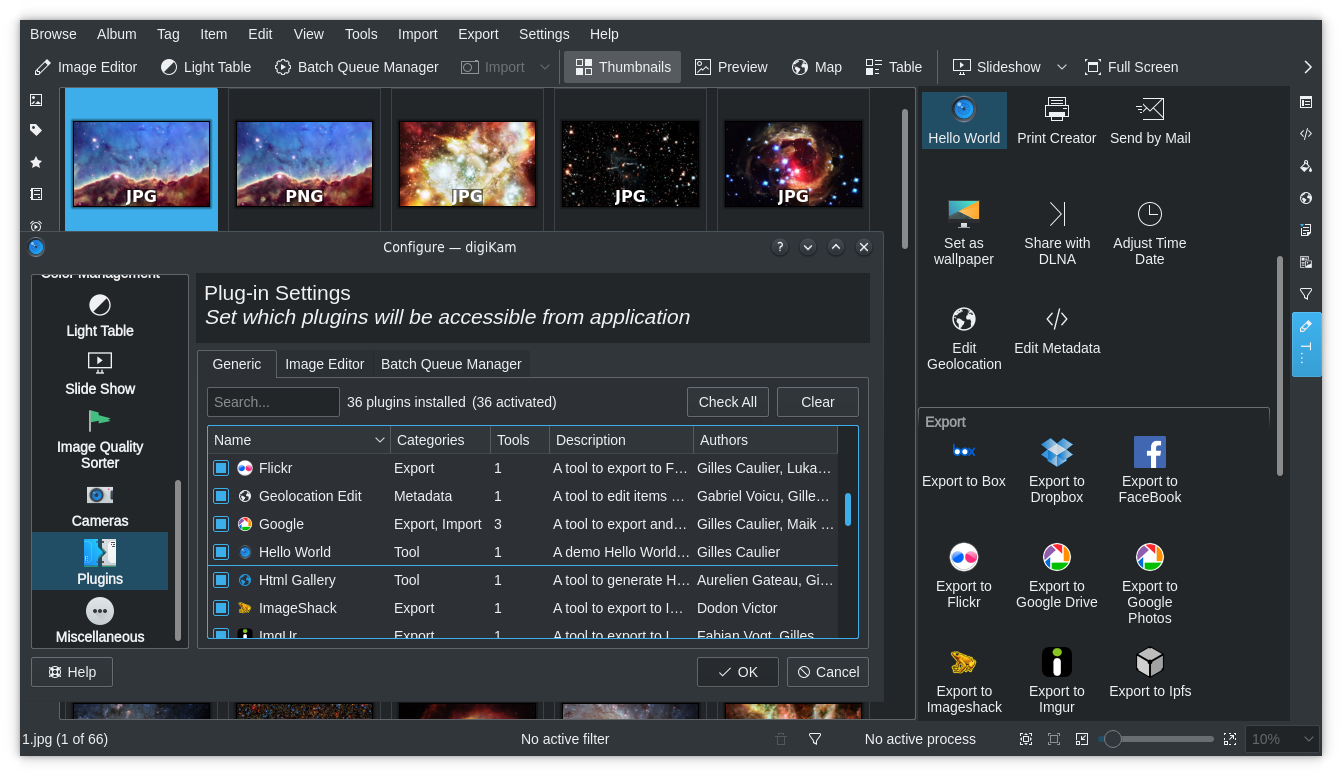 Browse Album Tag Item Edit View Tools Import Export Settings Help
Image Editor Light Table Batch Queue Manager Import Thumbnails Preview Map Table Slideshow Full Screen
JPG PNG JPG JPG JPG
Hello World Print Creator Send by Mail
Set as wallpaper
Share with DLNA
Adjust Time Date
Edit Geolocation
Edit Metadata
T...
Export
Export to Box
Export to Dropbox
Export to FaceBook
Export to Flickr
Export to Google Drive
Export to Google Photos
Export to Imageshack
Export to Imgur
Export to Ipfs
Configure — digiKam
?
Color Management
Light Table
Slide Show
Image Quality
Sorter
Cameras
Plugins
Miscellaneous
Plug-in Settings
Set which plugins will be accessible from application
Generic Image Editor Batch Queue Manager
Search... 36 plugins installed (36 activated) Check All Clear
Name Categories Tools Description Authors
Flickr Export 1 A tool to export to F... Gilles Caulier, Luka...
Geolocation Edit Metadata 1 A tool to edit items ... Gabriel Voicu, Gille...
Google Export, Import 3 A tool to export and... Gilles Caulier, Maik ...
Hello World Tool 1 A demo Hello World... Gilles Caulier
Html Gallery Tool 1 A tool to generate H... Aurelien Gateau, Gi...
ImageShack Export 1 A tool to export to I... Dodon Victor
ImgUr Export 1 A tool to export to I... Fabian Vogt, Gilles...
Help OK Cancel
1.jpg (1 of 66) No active filter No active process 10%